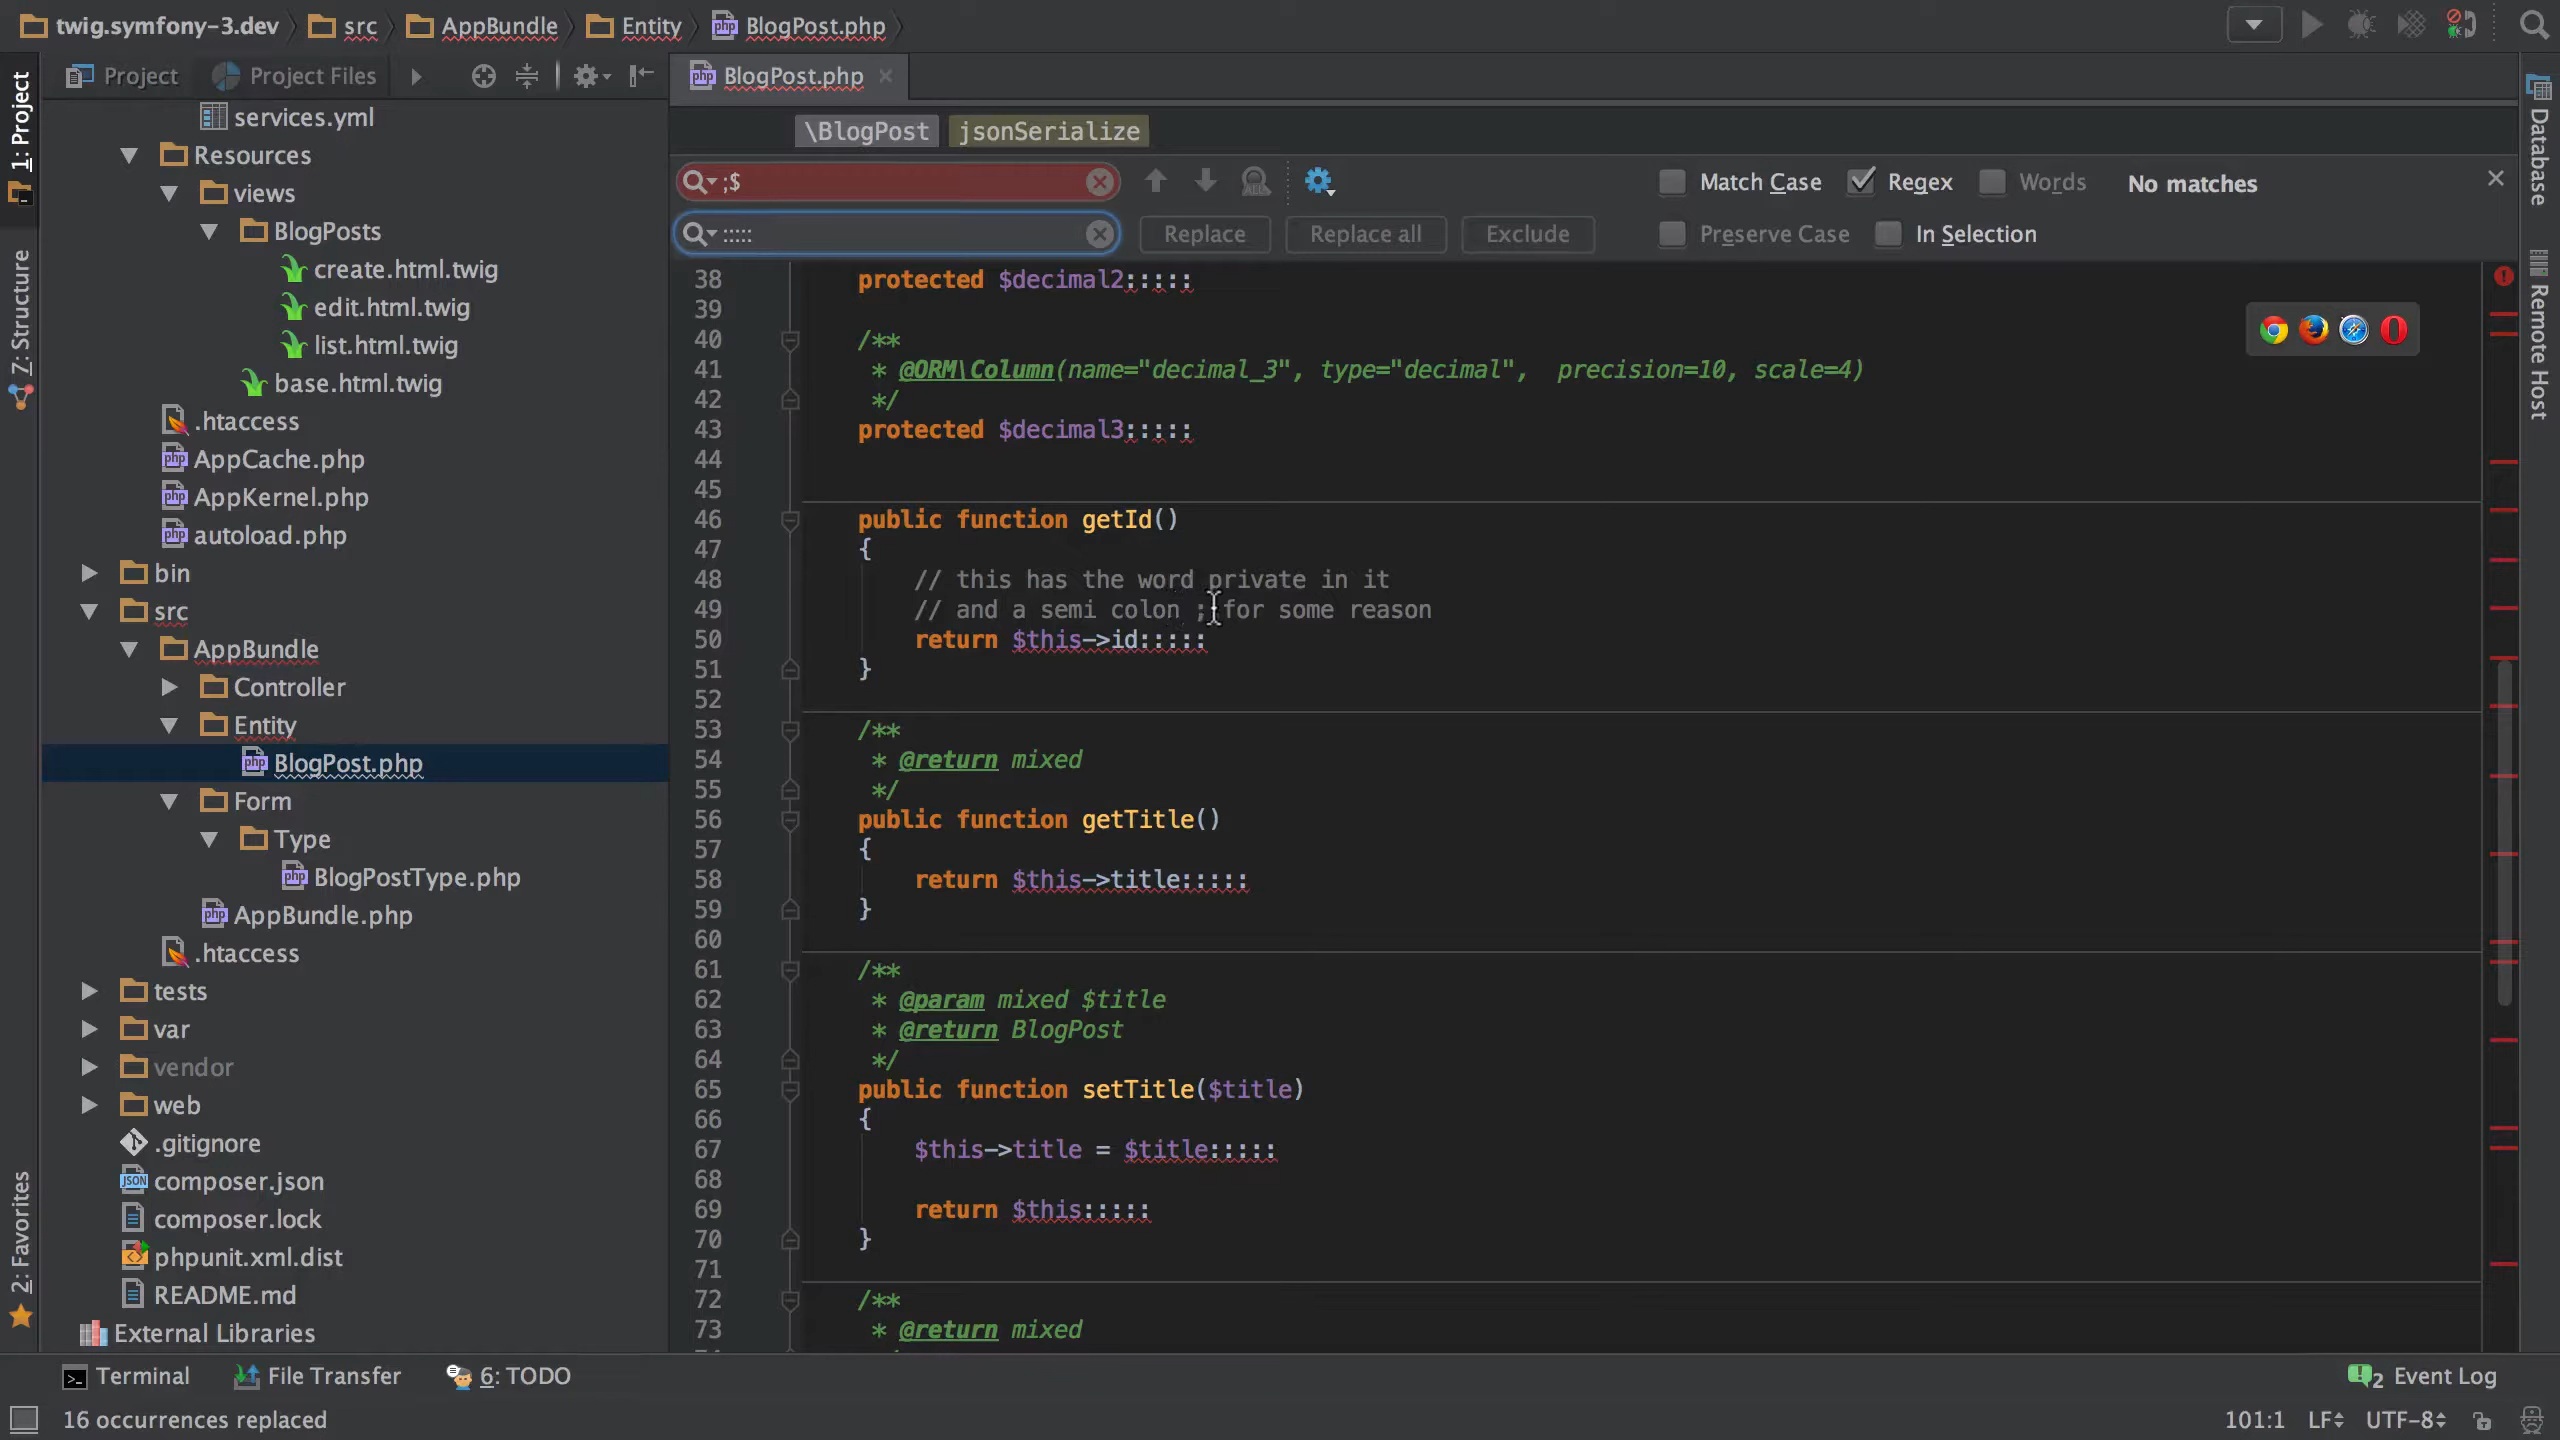 twig.symfony-3.dev src AppBundle Entity BlogPost.php
Project Project Files
BlogPost.php
\BlogPost jsonSerialize
;$
Match Case Regex Words No matches
:::::
Replace Replace all Exclude Preserve Case In Selection
1: Project
7: Structure
2: Favorites
Database
Remote Host
services.yml
Resources
views
BlogPosts
create.html.twig
edit.html.twig
list.html.twig
base.html.twig
.htaccess
AppCache.php
AppKernel.php
autoload.php
bin
src
AppBundle
Controller
Entity
BlogPost.php
Form
Type
BlogPostType.php
AppBundle.php
.htaccess
tests
var
vendor
web
.gitignore
composer.json
composer.lock
phpunit.xml.dist
README.md
External Libraries
38 protected $decimal2:::::
39
40 /**
41 * @ORM\Column(name="decimal_3", type="decimal",  precision=10, scale=4)
42 */
43 protected $decimal3:::::
44
45
46 public function getId()
47 {
48 // this has the word private in it
49 // and a semi colon ; for some reason
50 return $this->id:::::
51 }
52
53 /**
54 * @return mixed
55 */
56 public function getTitle()
57 {
58 return $this->title:::::
59 }
60
61 /**
62 * @param mixed $title
63 * @return BlogPost
64 */
65 public function setTitle($title)
66 {
67 $this->title = $title:::::
68
69 return $this:::::
70 }
71
72 /**
73 * @return mixed
Terminal File Transfer 6: TODO 2 Event Log
16 occurrences replaced 101:1 LF UTF-8